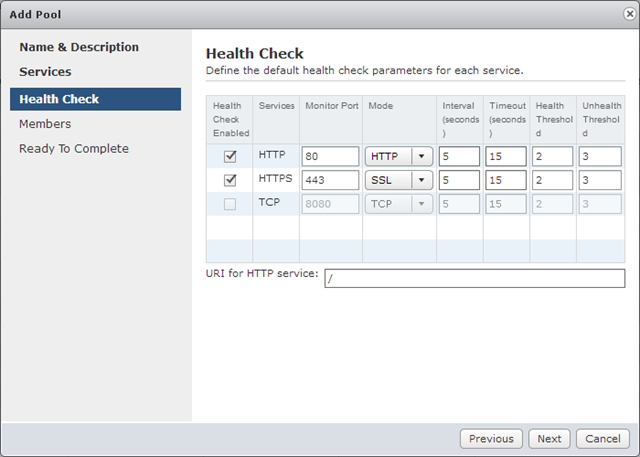 Add Pool
Name & Description
Services
Health Check
Members
Ready To Complete
Health Check
Define the default health check parameters for each service.
Health Check Enabled Services Monitor Port Mode Interval (seconds ) Timeout (seconds ) Health Threshol d Unhealth Threshol d
HTTP 80 HTTP 5 15 2 3
HTTPS 443 SSL 5 15 2 3
TCP 8080 TCP 5 15 2 3
URI for HTTP service: /
Previous Next Cancel